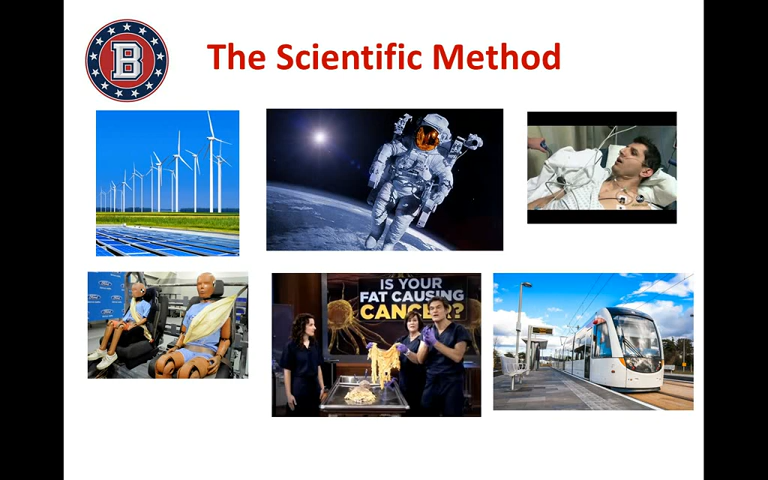 B
The Scientific Method
IS YOUR
FAT CAUSING
CANCER?